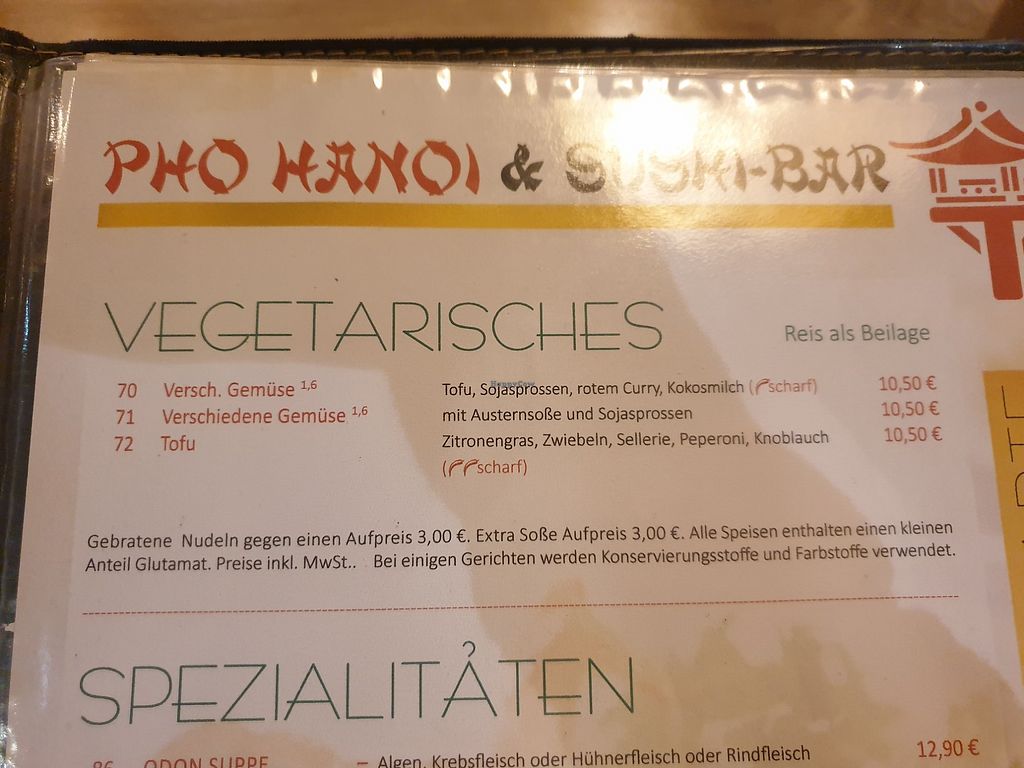 PHO HANOI & SUSHI-BAR
VEGETARISCHES
Reis als Beilage
70 Versch. Gemüse 1,6 Tofu, Sojasprossen, rotem Curry, Kokosmilch (scharf) 10,50 €
71 Verschiedene Gemüse 1,6 mit Austernsoße und Sojasprossen 10,50 €
72 Tofu Zitronengras, Zwiebeln, Sellerie, Peperoni, Knoblauch 10,50 €
(scharf)
Gebratene Nudeln gegen einen Aufpreis 3,00 €. Extra Soße Aufpreis 3,00 €. Alle Speisen enthalten einen kleinen
Anteil Glutamat. Preise inkl. MwSt.. Bei einigen Gerichten werden Konservierungsstoffe und Farbstoffe verwendet.
SPEZIALITẢTEN
86 ODON SUPPE – Algen, Krebsfleisch oder Hühnerfleisch oder Rindfleisch 12,90 €